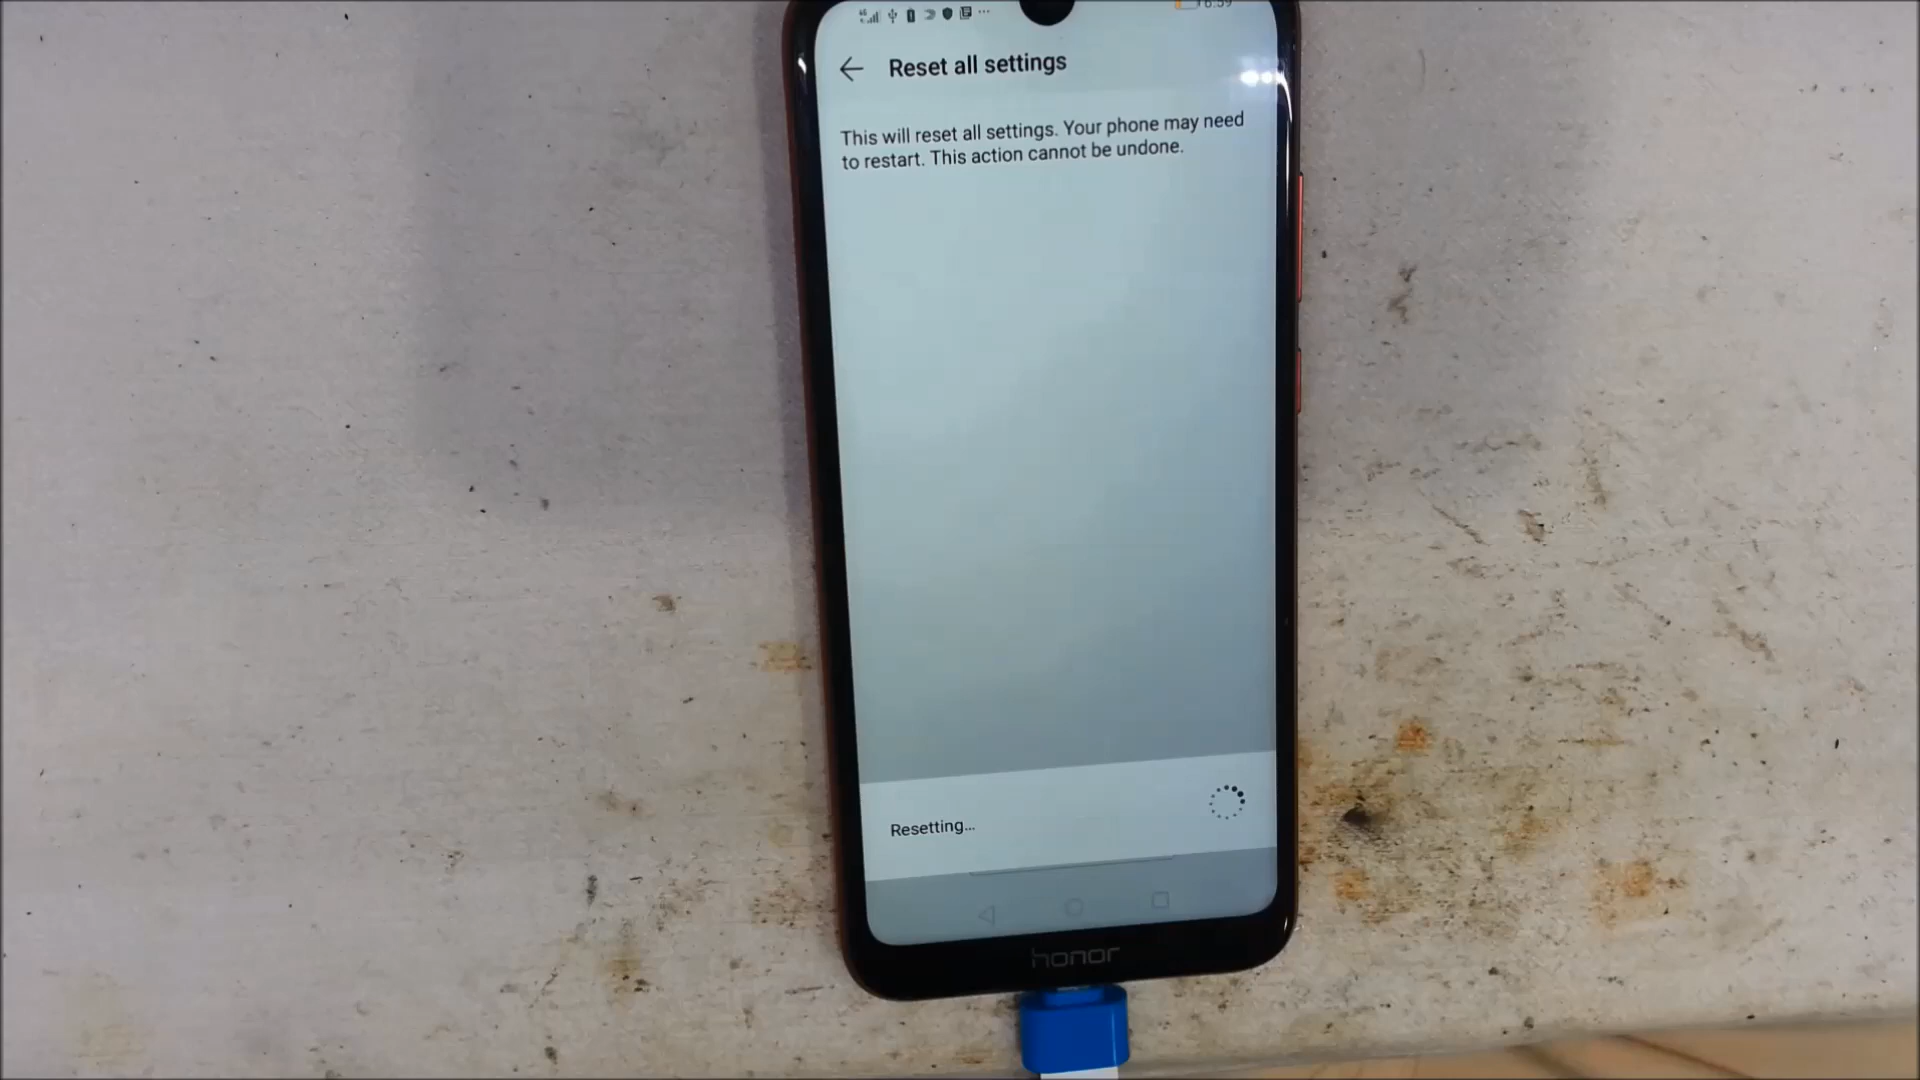 Reset all settings
This will reset all settings. Your phone may need
to restart. This action cannot be undone.
Resetting...
honor